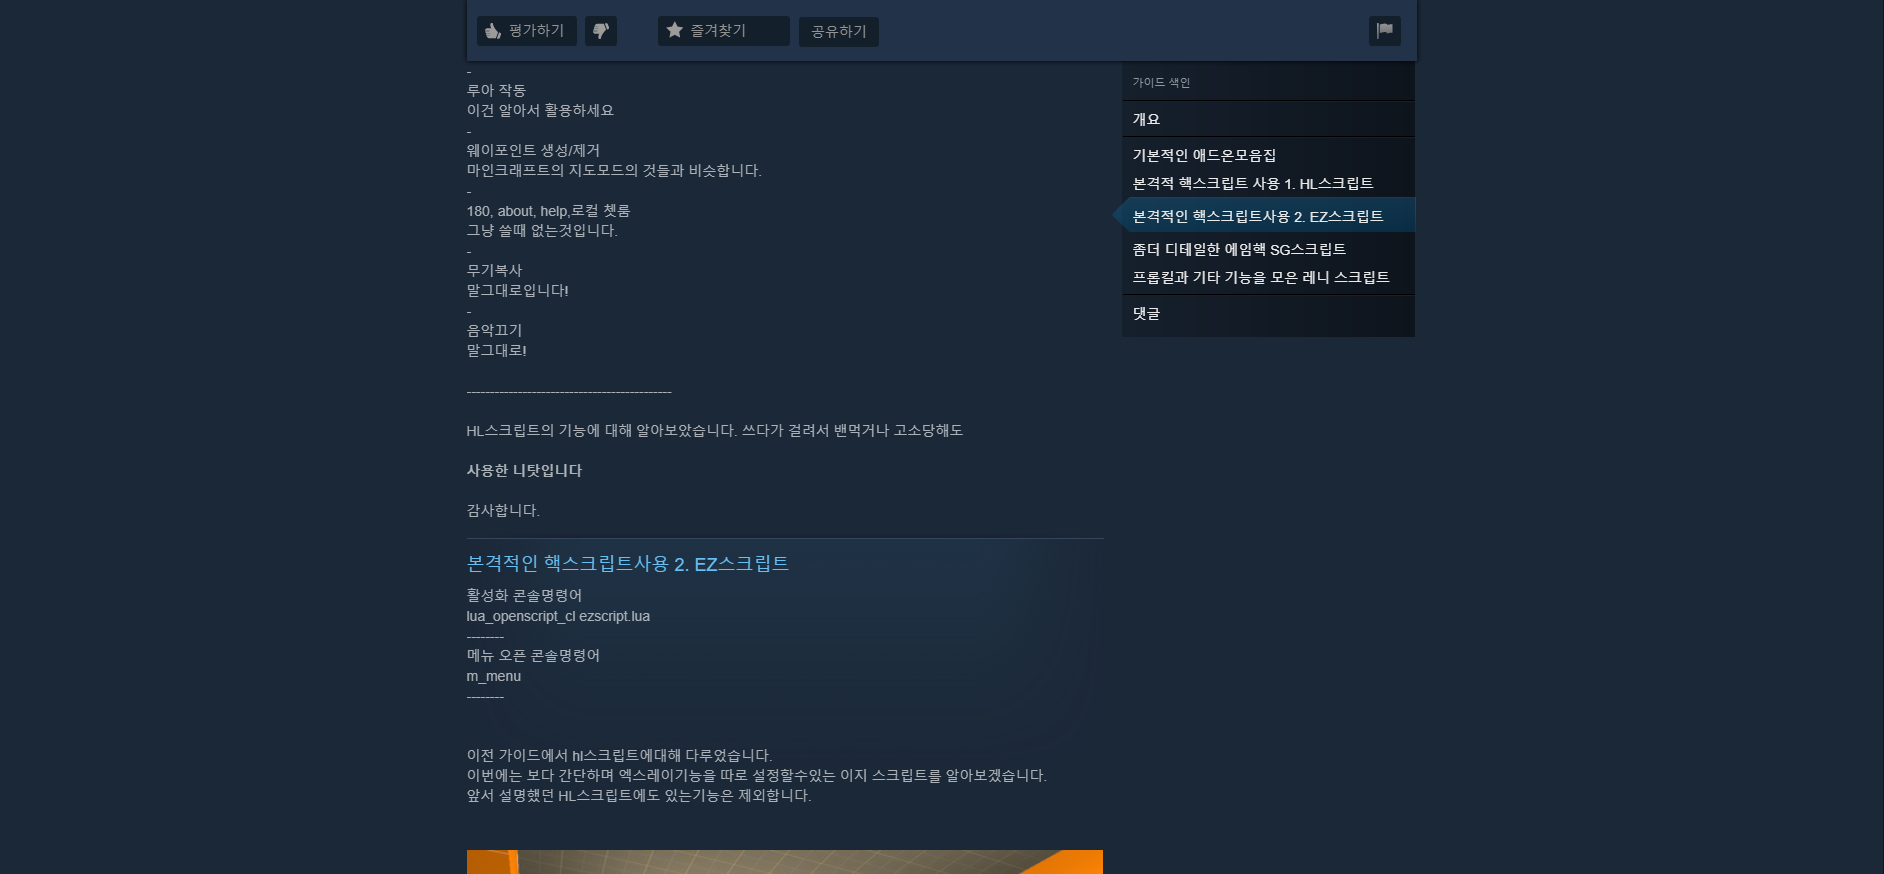 평가하기
즐겨찾기
공유하기
-
루아 작동
이건 알아서 활용하세요
-
웨이포인트 생성/제거
마인크래프트의 지도모드의 것들과 비슷합니다.
-
180, about, help,로컬 쳇룸
그냥 쓸때 없는것입니다.
-
무기복사
말그대로입니다!
-
음악끄기
말그대로!
--------------------------------------------
HL스크립트의 기능에 대해 알아보았습니다. 쓰다가 걸려서 밴먹거나 고소당해도
사용한 니탓입니다
감사합니다.
본격적인 핵스크립트사용 2. EZ스크립트
활성화 콘솔명령어
lua_openscript_cl ezscript.lua
--------
메뉴 오픈 콘솔명령어
m_menu
--------
이전 가이드에서 hl스크립트에대해 다루었습니다.
이번에는 보다 간단하며 엑스레이기능을 따로 설정할수있는 이지 스크립트를 알아보겠습니다.
앞서 설명했던 HL스크립트에도 있는기능은 제외합니다.
가이드 색인
개요
기본적인 애드온모음집
본격적 핵스크립트 사용 1. HL스크립트
본격적인 핵스크립트사용 2. EZ스크립트
좀더 디테일한 에임핵 SG스크립트
프롭킬과 기타 기능을 모은 레니 스크립트
댓글